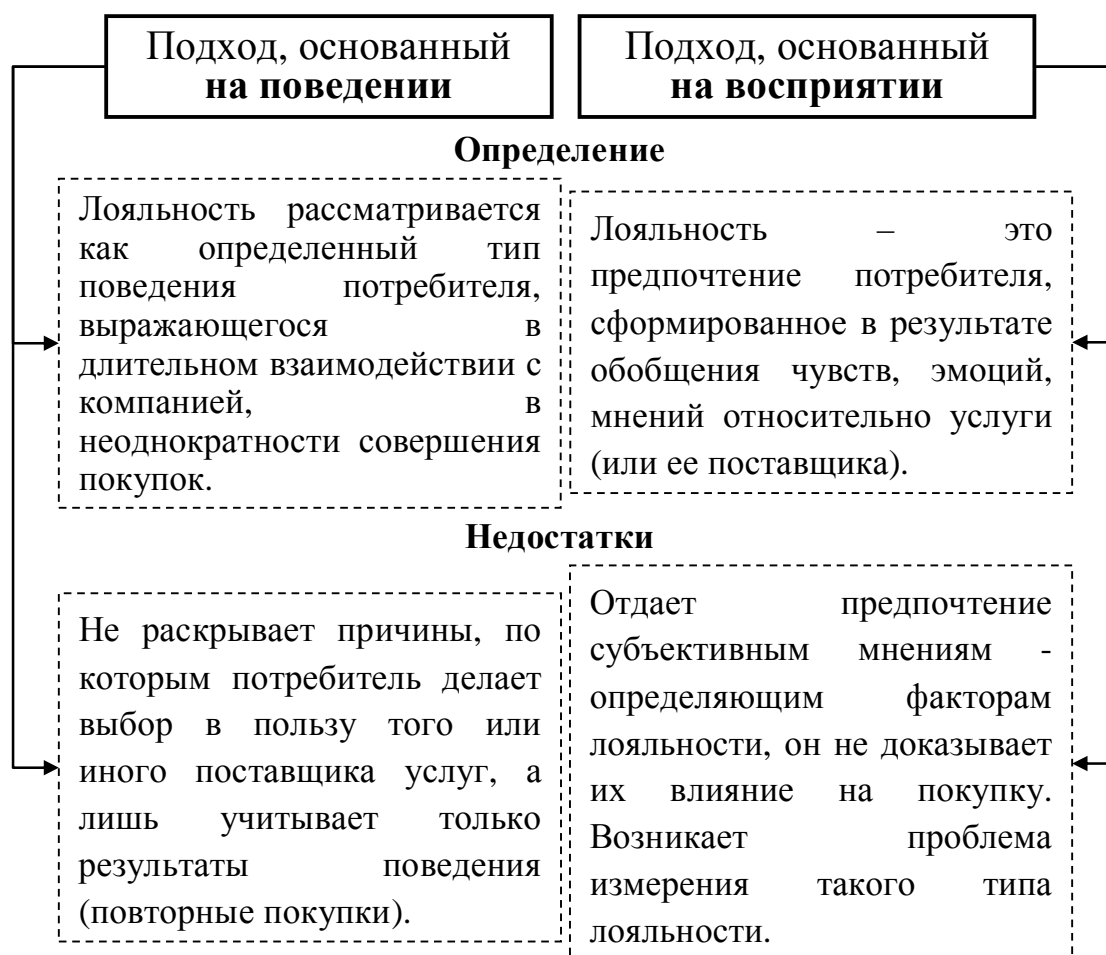 Подход, основанный
на поведении
Подход, основанный
на восприятии
Определение
Лояльность рассматривается
как определенный тип
поведения потребителя,
выражающегося в
длительном взаимодействии с
компанией, в
неоднократности совершения
покупок.
Лояльность – это
предпочтение потребителя,
сформированное в результате
обобщения чувств, эмоций,
мнений относительно услуги
(или ее поставщика).
Недостатки
Не раскрывает причины, по
которым потребитель делает
выбор в пользу того или
иного поставщика услуг, а
лишь учитывает только
результаты поведения
(повторные покупки).
Отдает предпочтение
субъективным мнениям -
определяющим факторам
лояльности, он не доказывает
их влияние на покупку.
Возникает проблема
измерения такого типа
лояльности.